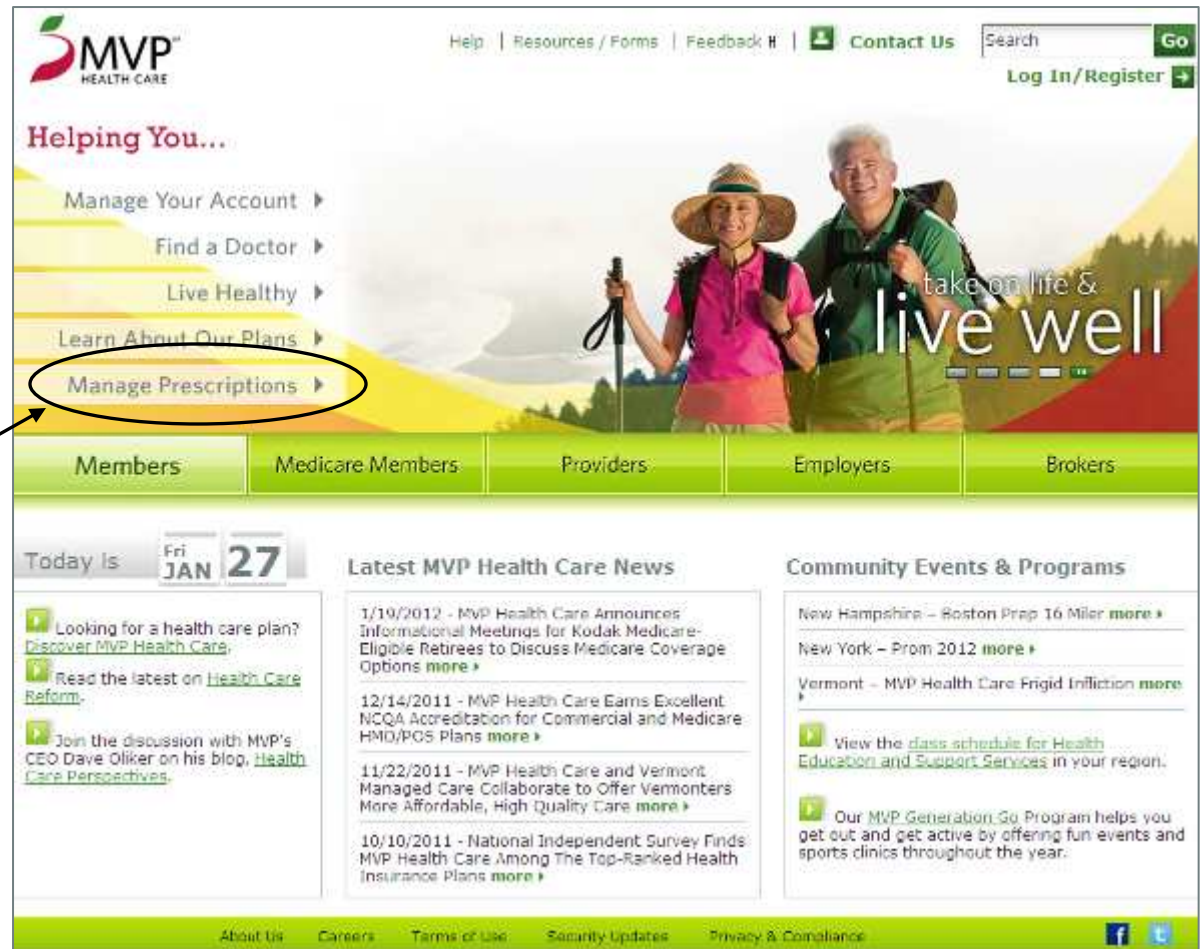 MVP
HEALTH CARE
Help | Resources / Forms | Feedback | Contact Us
Search
Go
Log In/Register
Helping You...
Manage Your Account
Find a Doctor
Live Healthy
Learn About Our Plans
Manage Prescriptions
take on life &
live well
Members
Medicare Members
Providers
Employers
Brokers
Today is
Fri
JAN
27
Looking for a health care plan?
Discover MVP Health Care.
Read the latest on Health Care
Reform.
Join the discussion with MVP's
CEO Dave Oliker on his blog, Health
Care Perspectives.
Latest MVP Health Care News
1/19/2012 - MVP Health Care Announces
Informational Meetings for Kodak Medicare-
Eligible Retirees to Discuss Medicare Coverage
Options more
12/14/2011 - MVP Health Care Earns Excellent
NCQA Accreditation for Commercial and Medicare
HMO/POS Plans more
11/22/2011 - MVP Health Care and Vermont
Managed Care Collaborate to Offer Vermonters
More Affordable, High Quality Care more
10/10/2011 - National Independent Survey Finds
MVP Health Care Among The Top-Ranked Health
Insurance Plans more
Community Events & Programs
New Hampshire – Boston Prep 16 Miler more
New York – Prom 2012 more
Vermont – MVP Health Care Frigid Infliction more
View the class schedule for Health
Education and Support Services in your region.
Our MVP Generation Go Program helps you
get out and get active by offering fun events and
sports clinics throughout the year.
About Us
Careers
Terms of Use
Security Updates
Privacy & Compliance
f
t